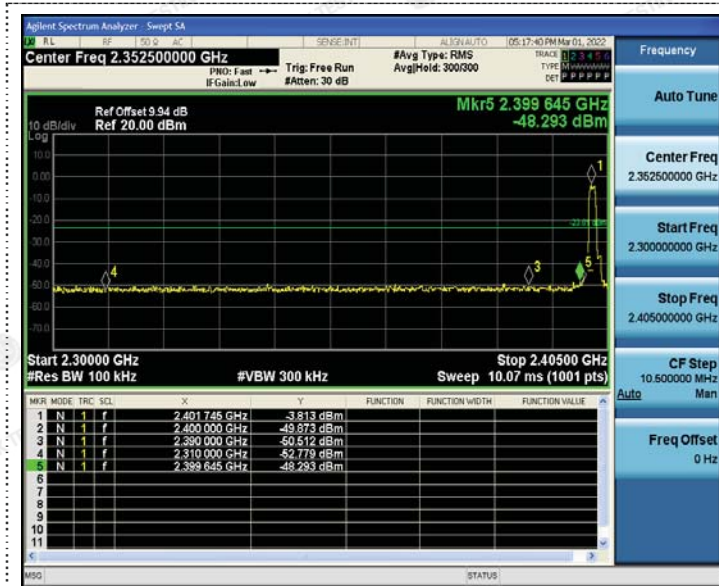 Agilent Spectrum Analyzer - Swept SA
RL RF 50 Ω AC SENSE:INT ALIGNAUTO 05:17:40 PM Mar 01, 2022
Center Freq 2.352500000 GHz
PNO: Fast
IFGain:Low
Trig: Free Run
#Atten: 30 dB
#Avg Type: RMS
Avg|Hold: 300/300
TRACE 1 2 3 4 5 6
TYPE M
DET P P P P P P
Mkr5 2.399 645 GHz
-48.293 dBm
Ref Offset 9.94 dB
10 dB/div Ref 20.00 dBm
Log
10.0
0.00
-10.0
-20.0
-30.0
-40.0
-50.0
-60.0
-70.0
1
4
3
5
Start 2.30000 GHz Stop 2.40500 GHz
#Res BW 100 kHz #VBW 300 kHz Sweep 10.07 ms (1001 pts)
MKR MODE TRC SCL X Y FUNCTION FUNCTION WIDTH FUNCTION VALUE
1 N 1 f 2.401 745 GHz -3.813 dBm
2 N 1 f 2.400 000 GHz -49.873 dBm
3 N 1 f 2.390 000 GHz -50.512 dBm
4 N 1 f 2.310 000 GHz -52.779 dBm
5 N 1 f 2.399 645 GHz -48.293 dBm
6
7
8
9
10
11
MSG STATUS
Frequency
Auto Tune
Center Freq
2.352500000 GHz
Start Freq
2.300000000 GHz
Stop Freq
2.405000000 GHz
CF Step
10.500000 MHz
Auto Man
Freq Offset
0 Hz